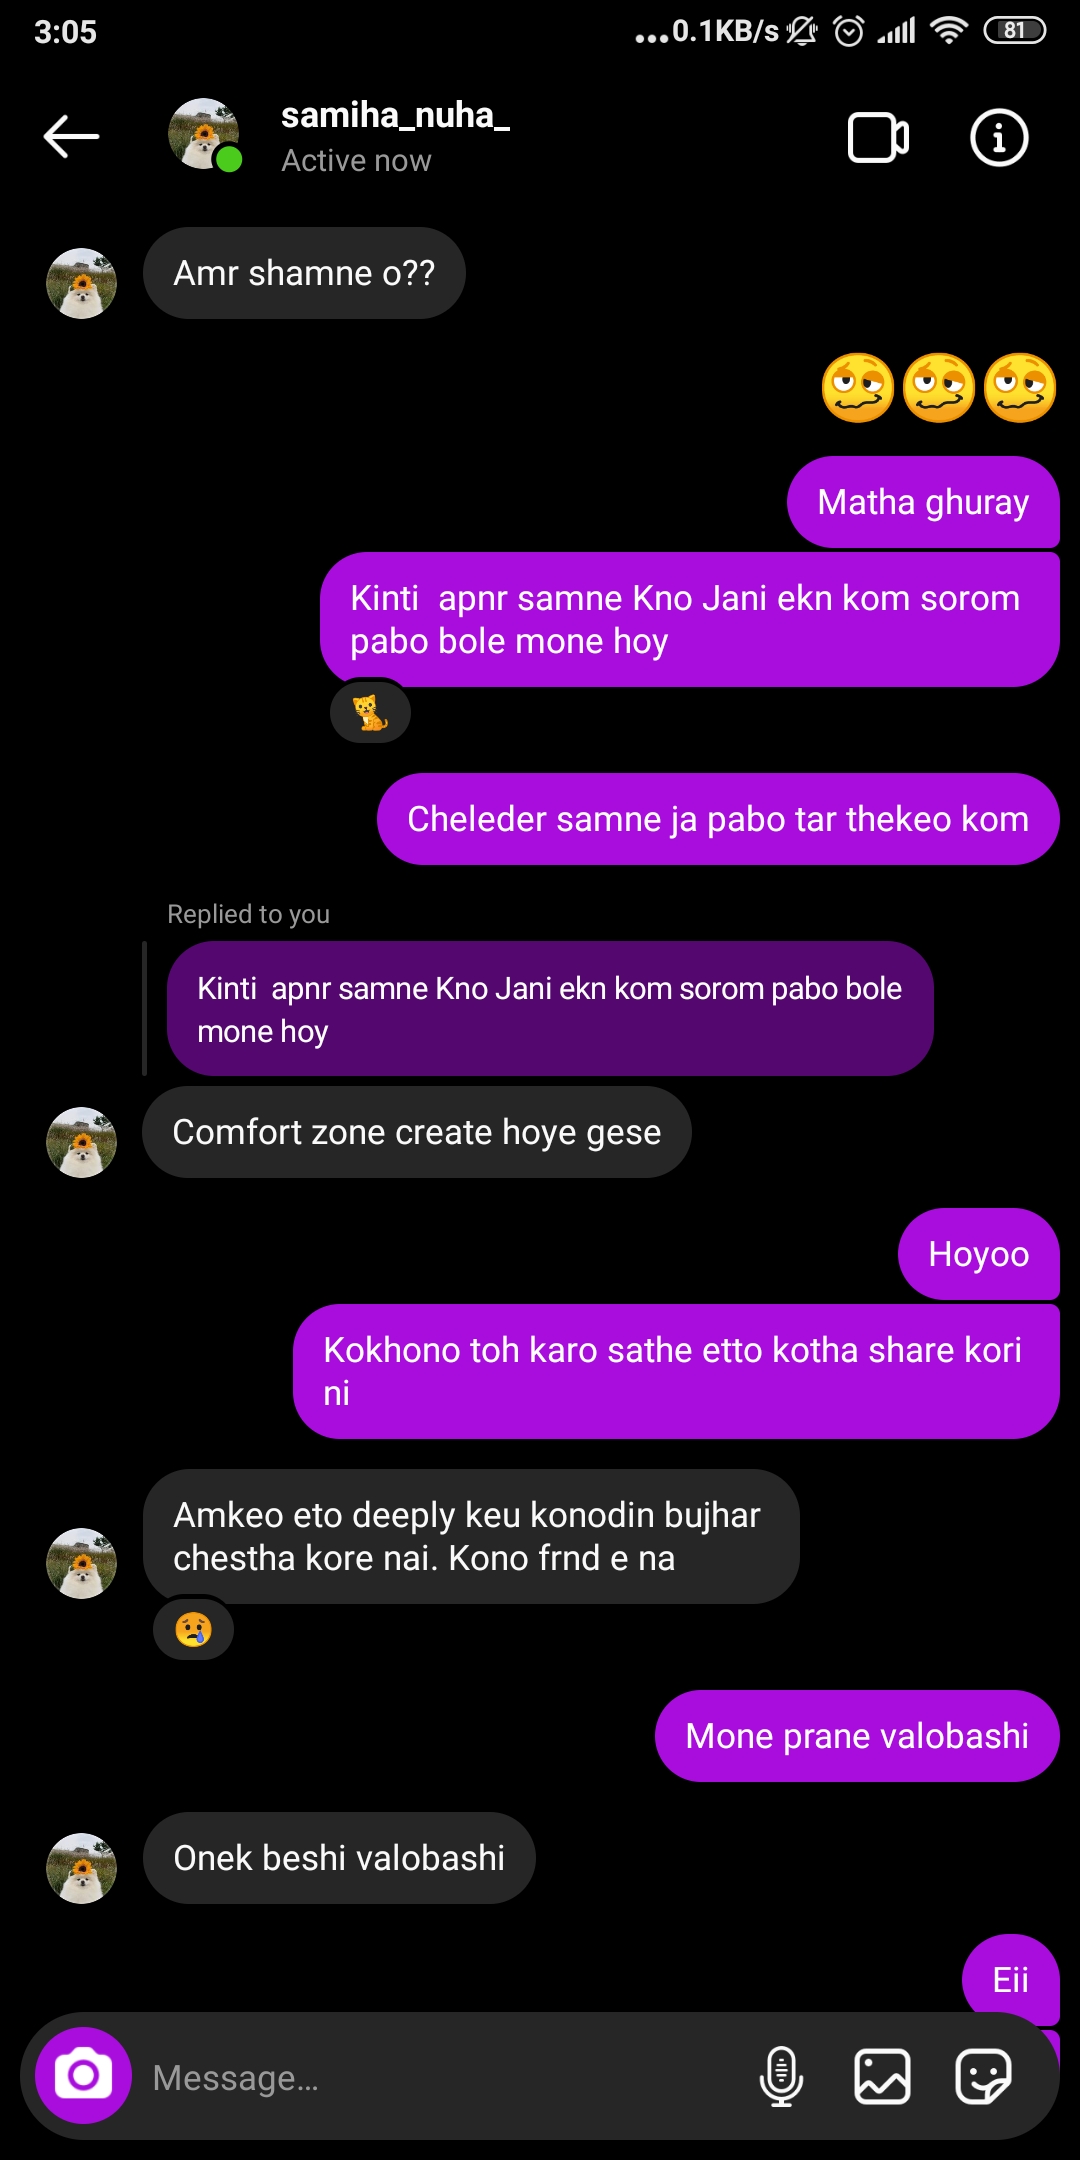 3:05
...0.1KB/s
81
samiha_nuha_
Active now
Amr shamne o??
Matha ghuray
Kinti  apnr samne Kno Jani ekn kom sorom
pabo bole mone hoy
Cheleder samne ja pabo tar thekeo kom
Replied to you
Kinti  apnr samne Kno Jani ekn kom sorom pabo bole
mone hoy
Comfort zone create hoye gese
Hoyoo
Kokhono toh karo sathe etto kotha share kori
ni
Amkeo eto deeply keu konodin bujhar
chestha kore nai. Kono frnd e na
Mone prane valobashi
Onek beshi valobashi
Eii
Message...